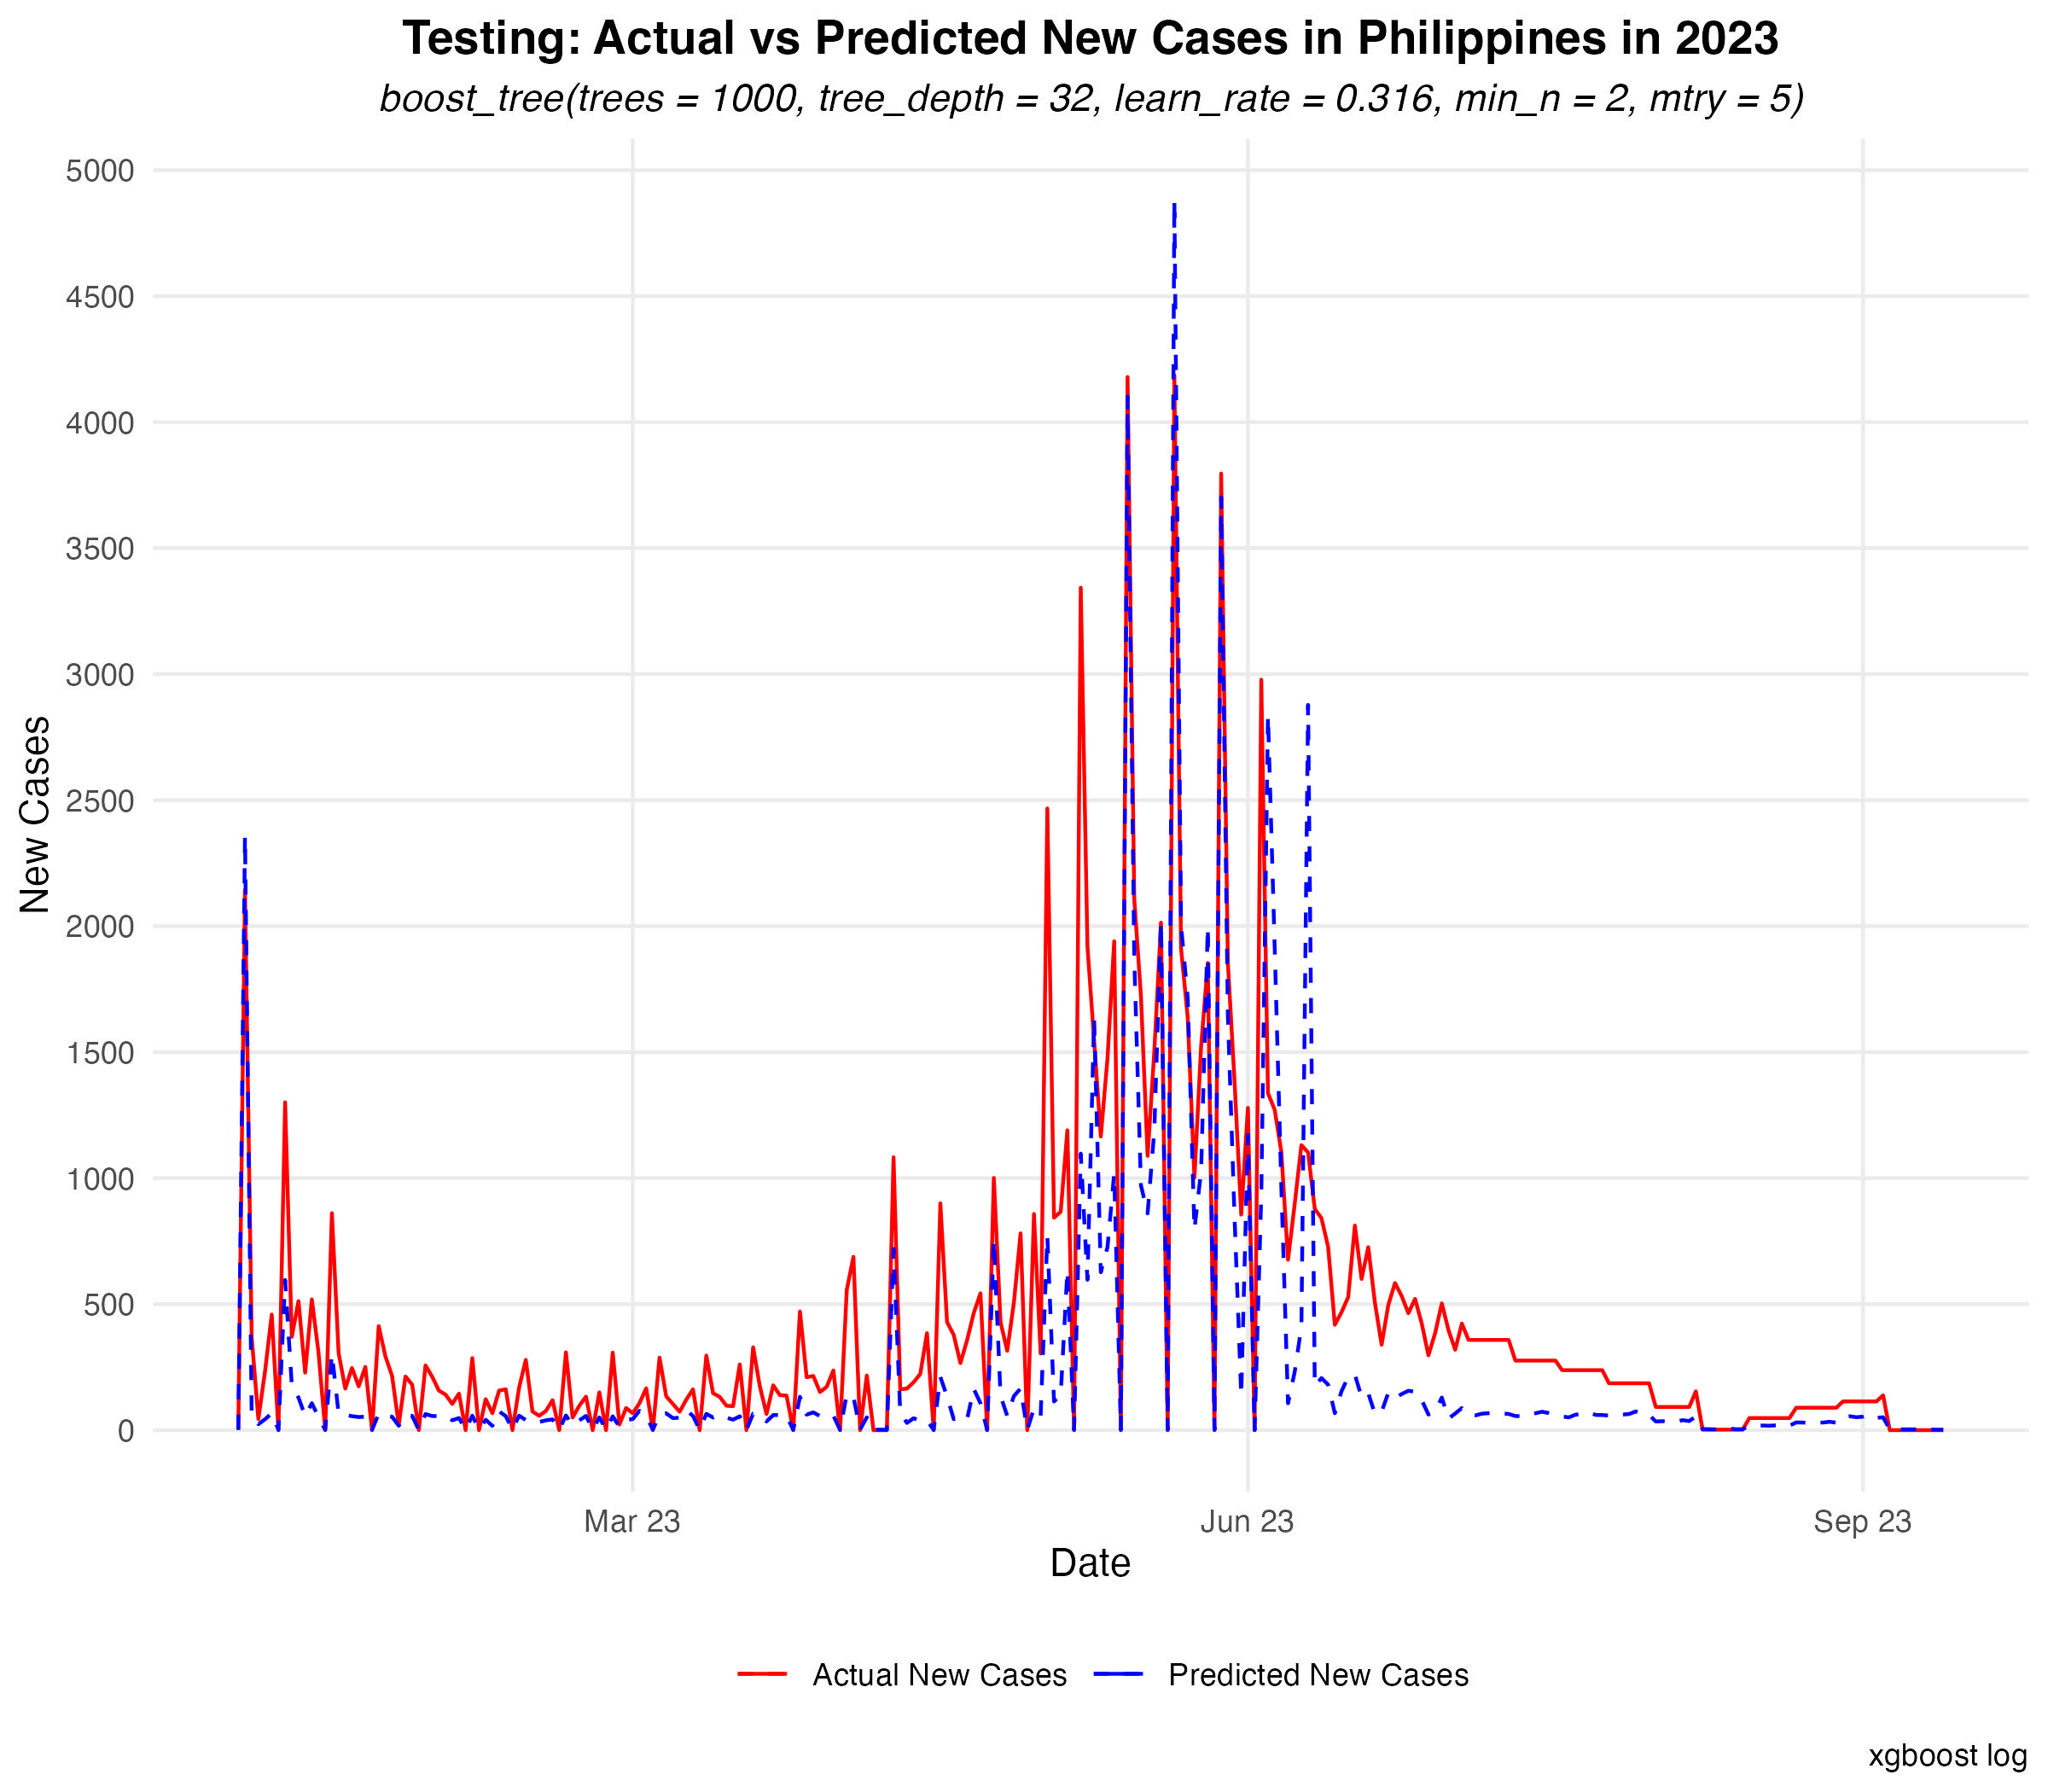 Testing: Actual vs Predicted New Cases in Philippines in 2023
boost_tree(trees = 1000, tree_depth = 32, learn_rate = 0.316, min_n = 2, mtry = 5)
New Cases
5000
4500
4000
3500
3000
2500
2000
1500
1000
500
0
Mar 23
Jun 23
Sep 23
Date
Actual New Cases
Predicted New Cases
xgboost log